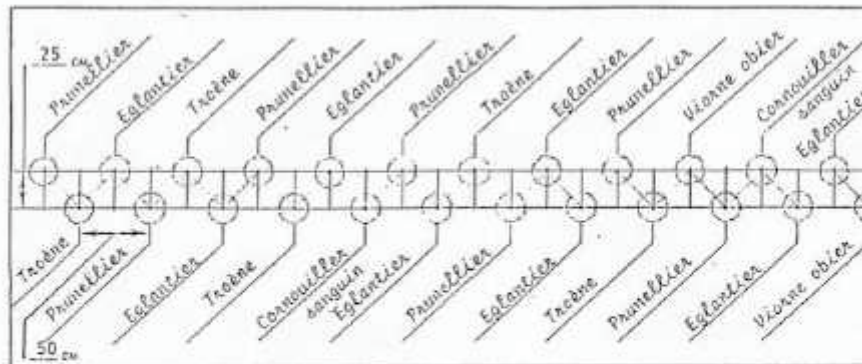 25 cm
Prunellier
Eglantier
Troène
Prunellier
Eglantier
Prunellier
Troène
Eglantier
Prunellier
Viorne obier
Cornouiller
sanguin
Eglantier
Troène
Prunellier
Eglantier
Troène
Cornouiller
sanguin
Eglantier
Prunellier
Eglantier
Troène
Prunellier
Eglantier
Viorne obier
50 cm